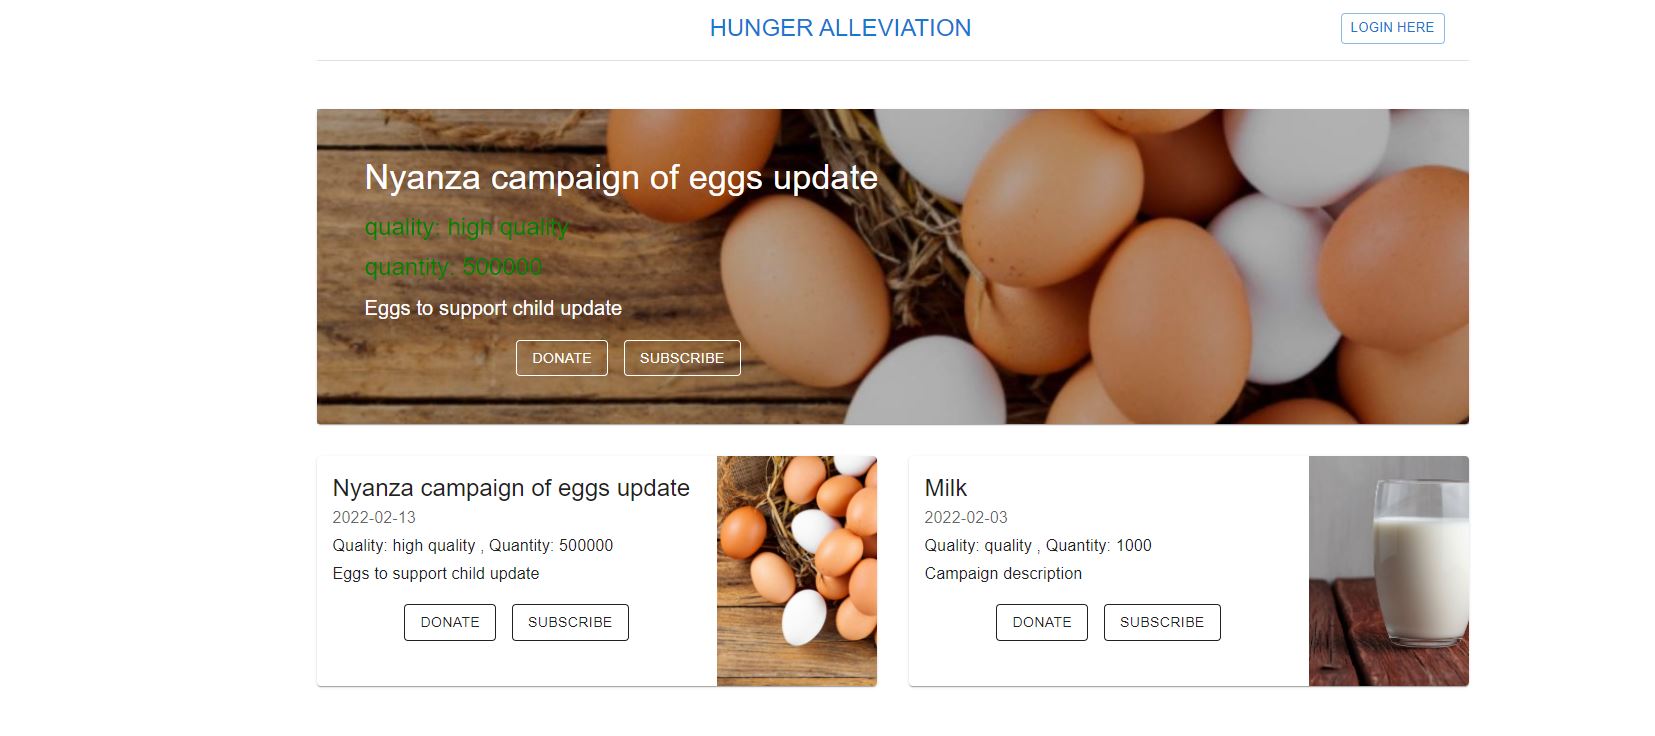 HUNGER ALLEVIATION
LOGIN HERE
Nyanza campaign of eggs update
quality: high quality
quantity: 500000
Eggs to support child update
DONATE
SUBSCRIBE
Nyanza campaign of eggs update
2022-02-13
Quality: high quality , Quantity: 500000
Eggs to support child update
DONATE
SUBSCRIBE
Milk
2022-02-03
Quality: quality , Quantity: 1000
Campaign description
DONATE
SUBSCRIBE